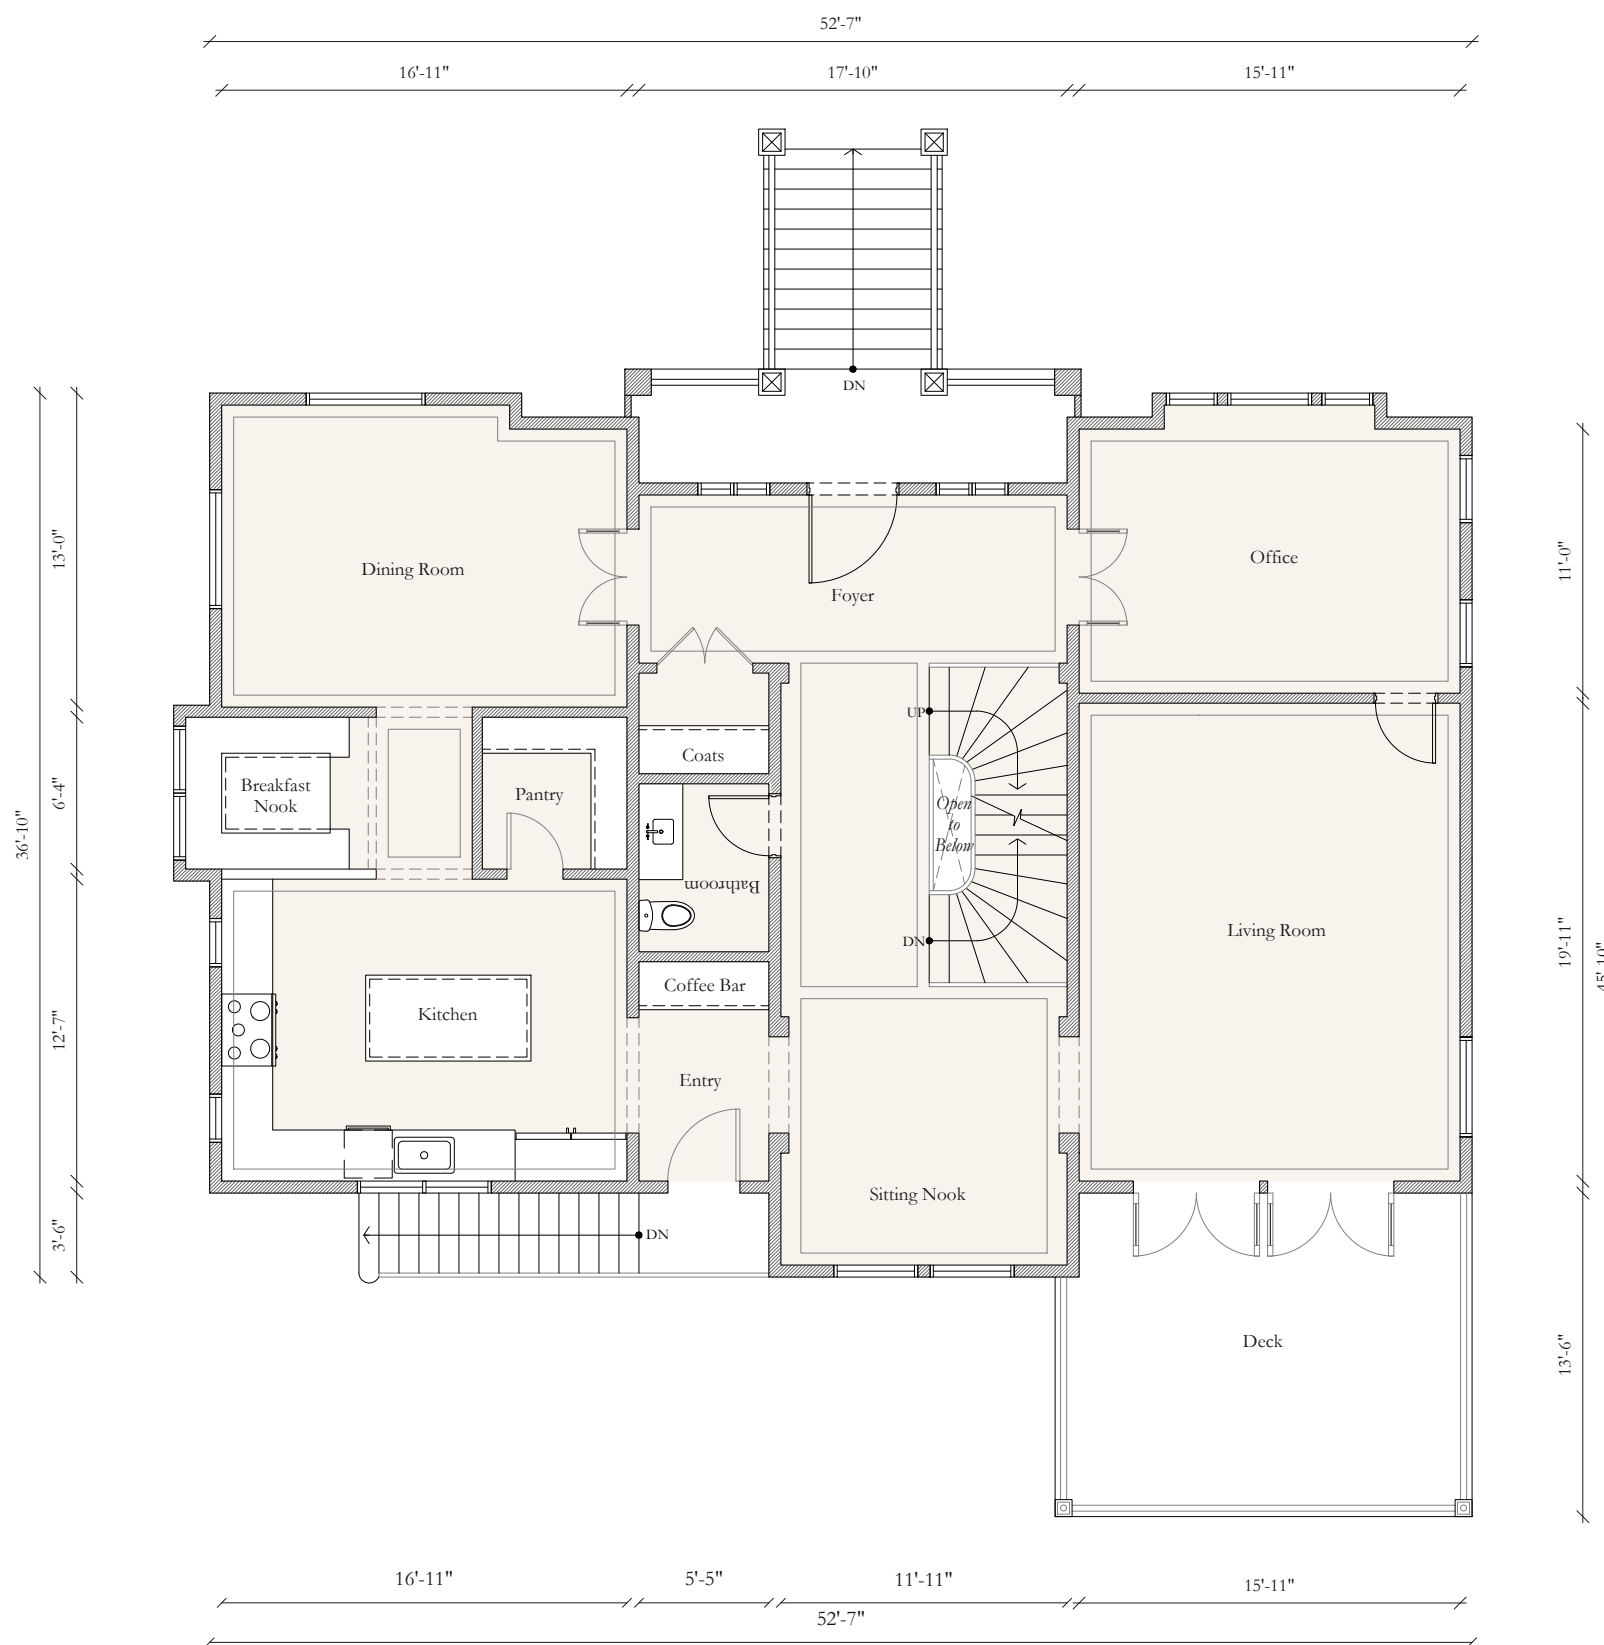 52'-7"
16'-11"
17'-10"
15'-11"
DN
Dining Room
Foyer
Office
13'-0"
11'-0"
UP
Coats
Breakfast
Nook
Pantry
6'-4"
36'-10"
Open
to
Below
Bathroom
DN
Living Room
19'-11"
45'-10"
Coffee Bar
Kitchen
12'-7"
Entry
Sitting Nook
3'-6"
DN
Deck
13'-6"
16'-11"
5'-5"
11'-11"
15'-11"
52'-7"